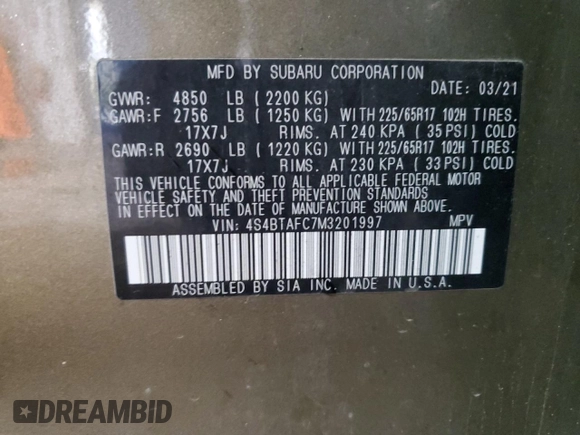 MFD BY SUBARU CORPORATION
GVWR: 4850 LB (2200 KG) DATE: 03/21
GAWR:F 2756 LB (1250 KG) WITH 225/65R17 102H TIRES.
17X7J RIMS. AT 240 KPA (35 PSI) COLD
GAWR:R 2690 LB (1220 KG) WITH 225/65R17 102H TIRES.
17X7J RIMS. AT 230 KPA (33 PSI) COLD
THIS VEHICLE CONFORMS TO ALL APPLICABLE FEDERAL MOTOR
VEHICLE SAFETY AND THEFT PREVENTION STANDARDS
IN EFFECT ON THE DATE OF MANUFACTURE SHOWN ABOVE.
VIN: 4S4BTAFC7M3201997 MPV
ASSEMBLED BY SIA INC. MADE IN U.S.A.
DREAMBID